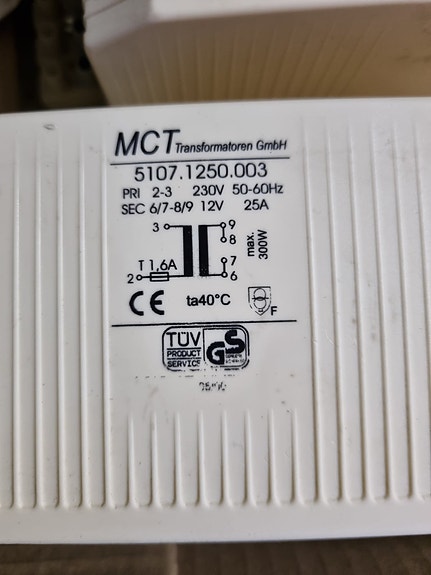 MCT Transformatoren GmbH
5107.1250.003
PRI 2-3 230V 50-60Hz
SEC 6/7-8/9 12V 25A
3 9
8
max. 300W
T 1,6A 7
2 6
CE ta40°C F
TÜV GS
PRODUCT
SERVICE